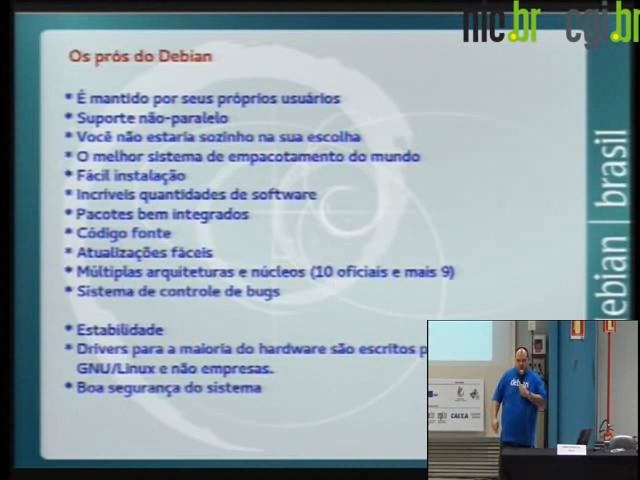 nic.br cgi.br
Os prós do Debian
* É mantido por seus próprios usuários
* Suporte não-paralelo
* Você não estaria sozinho na sua escolha
* O melhor sistema de empacotamento do mundo
* Fácil instalação
* Incríveis quantidades de software
* Pacotes bem integrados
* Código fonte
* Atualizações fáceis
* Múltiplas arquiteturas e núcleos (10 oficiais e mais 9)
* Sistema de controle de bugs
* Estabilidade
* Drivers para a maioria do hardware são escritos p
GNU/Linux e não empresas.
* Boa segurança do sistema
debian | brasil
debian
CAIXA